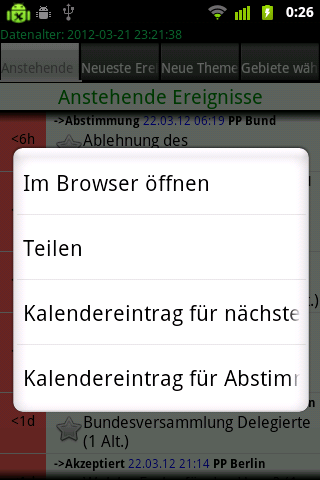 0:26
Datenalter: 2012-03-21 23:21:38
Anstehende Neueste Ere Neue Theme Gebiete wäh
Anstehende Ereignisse
->Abstimmung 22.03.12 06:19 PP Bund
<6h Ablehnung des
Im Browser öffnen
Teilen
Kalendereintrag für nächste
.)
Kalendereintrag für Abstimm
n
<1d Bundesversammlung Delegierte
(1 Alt.)
->Akzeptiert 22.03.12 21:14 PP Berlin